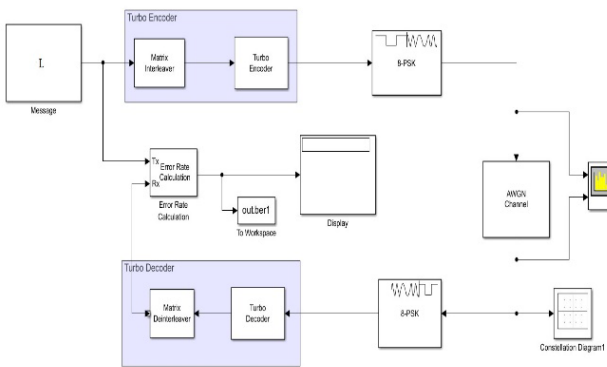 Turbo Encoder
Matrix
Interleaver
Turbo
Encoder
8-PSK
Message
Tx
Rx
Error Rate
Calculation
Error Rate
Calculation
out.ber1
To Workspace
Display
AWGN
Channel
Turbo Decoder
Matrix
Deinterleaver
Turbo
Decoder
8-PSK
Constellation Diagram1